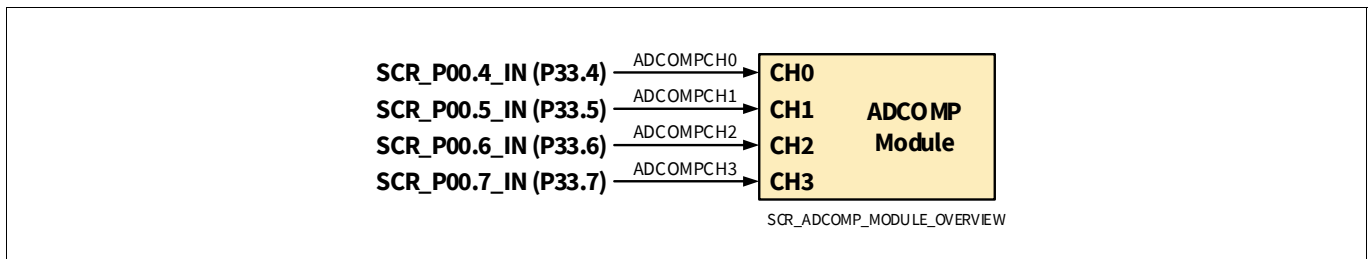 SCR_P00.4_IN (P33.4) ADCOMPCH0 CH0
SCR_P00.5_IN (P33.5) ADCOMPCH1 CH1 ADCOMP
SCR_P00.6_IN (P33.6) ADCOMPCH2 CH2 Module
SCR_P00.7_IN (P33.7) ADCOMPCH3 CH3
SCR_ADCOMP_MODULE_OVERVIEW